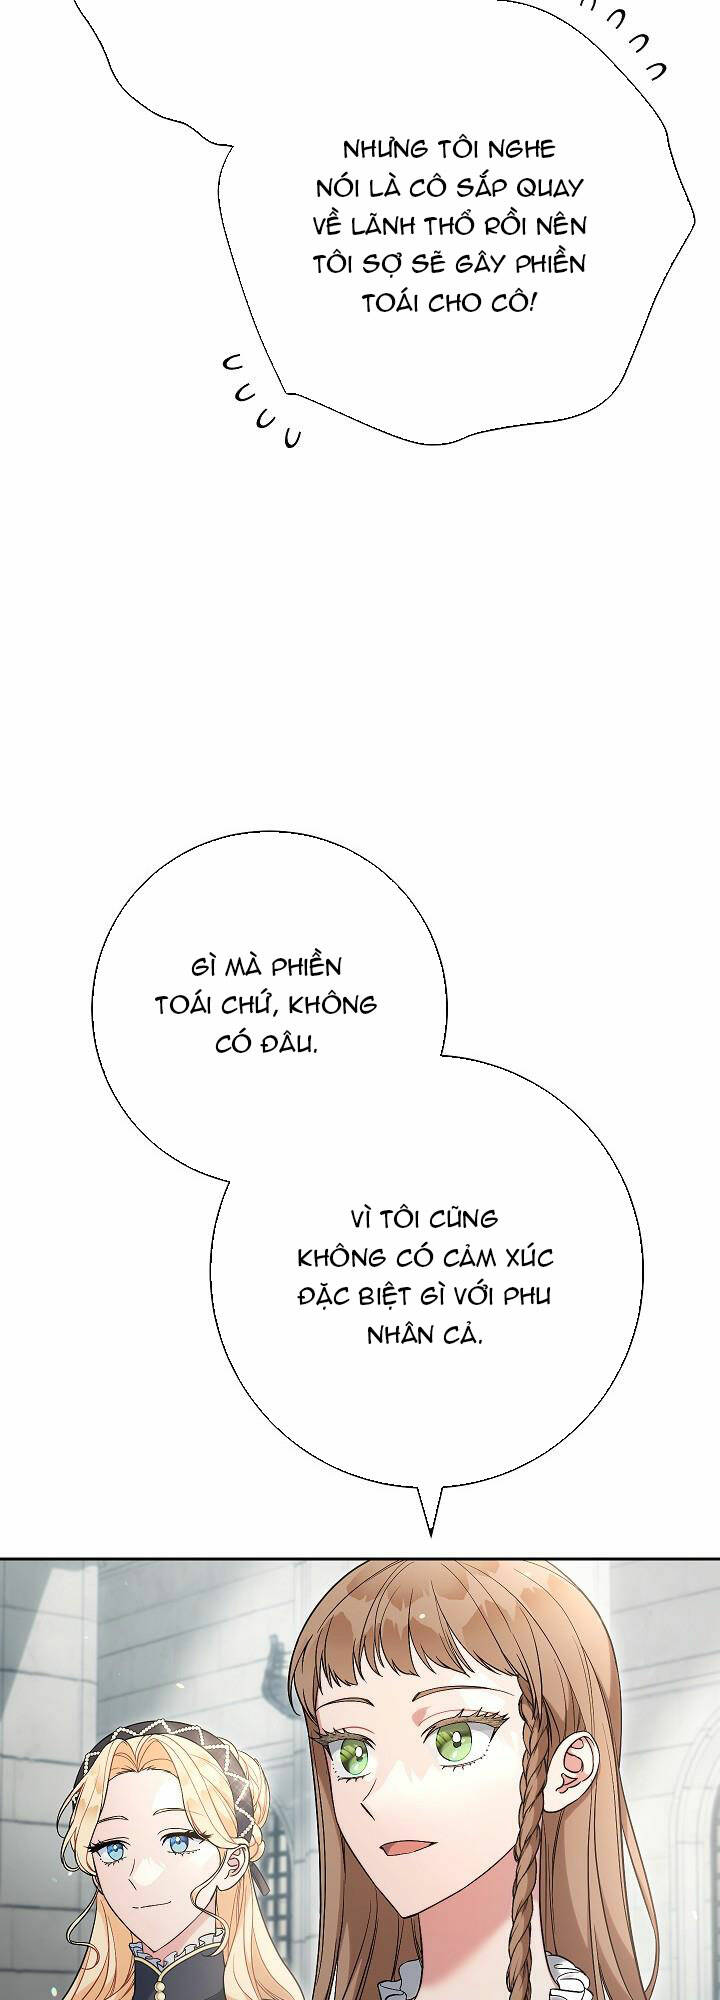 NHƯNG TÔI NGHE
NÓI LÀ CÔ SẮP QUAY
VỀ LÃNH THỔ RỒI NÊN
TÔI SỢ SẼ GÂY PHIỀN
TOÁI CHO CÔ!
GÌ MÀ PHIỀN
TOÁI CHỨ, KHÔNG
CÓ ĐÂU.
VÌ TÔI CŨNG
KHÔNG CÓ CẢM XÚC
ĐẶC BIỆT GÌ VỚI PHU
NHÂN CẢ.